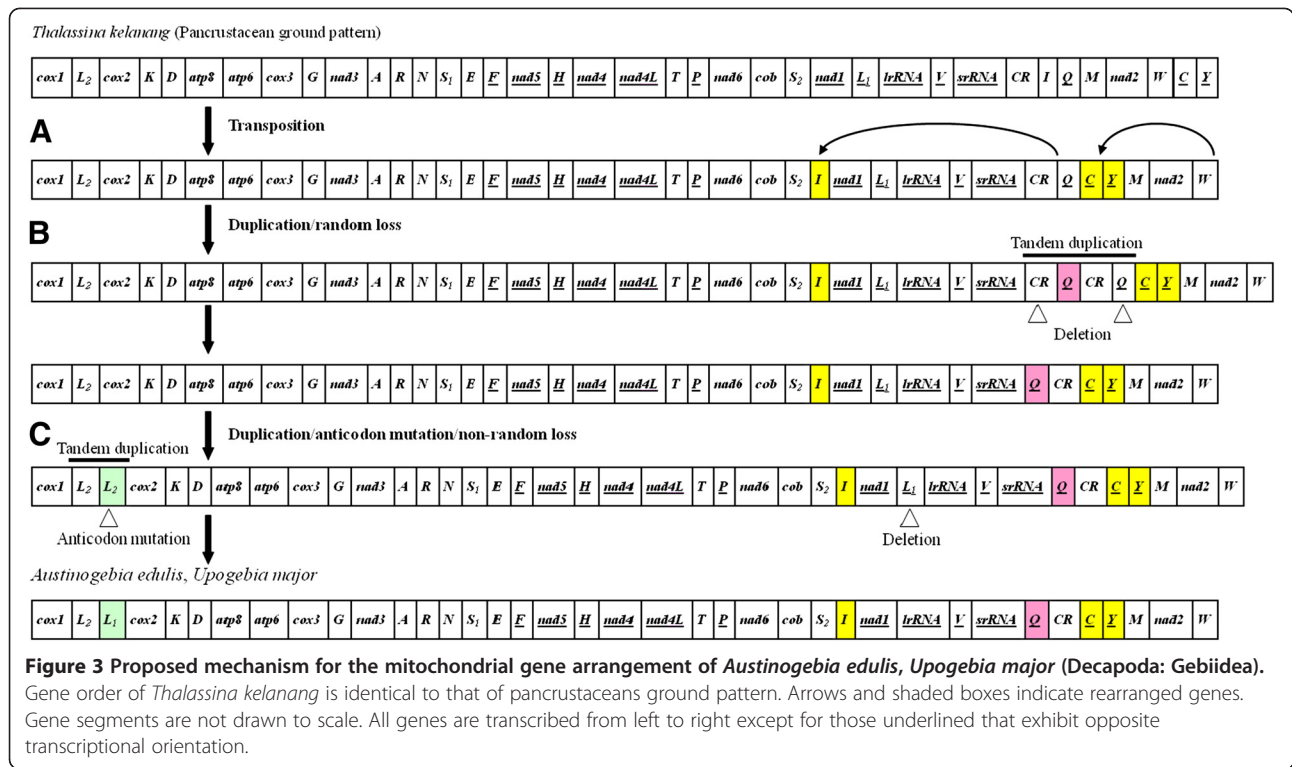 Thalassina kelanang (Pancrustacean ground pattern)
cox1 L2 cox2 K D atp8 atp6 cox3 G nad3 A R N S1 E F nad5 H nad4 nad4L T P nad6 cob S2 nad1 L1 lrRNA V srRNA CR I Q M nad2 W C Y
A Transposition
cox1 L2 cox2 K D atp8 atp6 cox3 G nad3 A R N S1 E F nad5 H nad4 nad4L T P nad6 cob S2 I nad1 L1 lrRNA V srRNA CR Q C Y M nad2 W
B Duplication/random loss
Tandem duplication
cox1 L2 cox2 K D atp8 atp6 cox3 G nad3 A R N S1 E F nad5 H nad4 nad4L T P nad6 cob S2 I nad1 L1 lrRNA V srRNA CR Q CR Q C Y M nad2 W
Deletion
cox1 L2 cox2 K D atp8 atp6 cox3 G nad3 A R N S1 E F nad5 H nad4 nad4L T P nad6 cob S2 I nad1 L1 lrRNA V srRNA Q CR C Y M nad2 W
C Duplication/anticodon mutation/non-random loss
Tandem duplication
cox1 L2 L2 cox2 K D atp8 atp6 cox3 G nad3 A R N S1 E F nad5 H nad4 nad4L T P nad6 cob S2 I nad1 L1 lrRNA V srRNA Q CR C Y M nad2 W
Anticodon mutation Deletion
Austinogebia edulis, Upogebia major
cox1 L2 L1 cox2 K D atp8 atp6 cox3 G nad3 A R N S1 E F nad5 H nad4 nad4L T P nad6 cob S2 I nad1 lrRNA V srRNA Q CR C Y M nad2 W
Figure 3 Proposed mechanism for the mitochondrial gene arrangement of Austinogebia edulis, Upogebia major (Decapoda: Gebiidea).
Gene order of Thalassina kelanang is identical to that of pancrustaceans ground pattern. Arrows and shaded boxes indicate rearranged genes.
Gene segments are not drawn to scale. All genes are transcribed from left to right except for those underlined that exhibit opposite
transcriptional orientation.